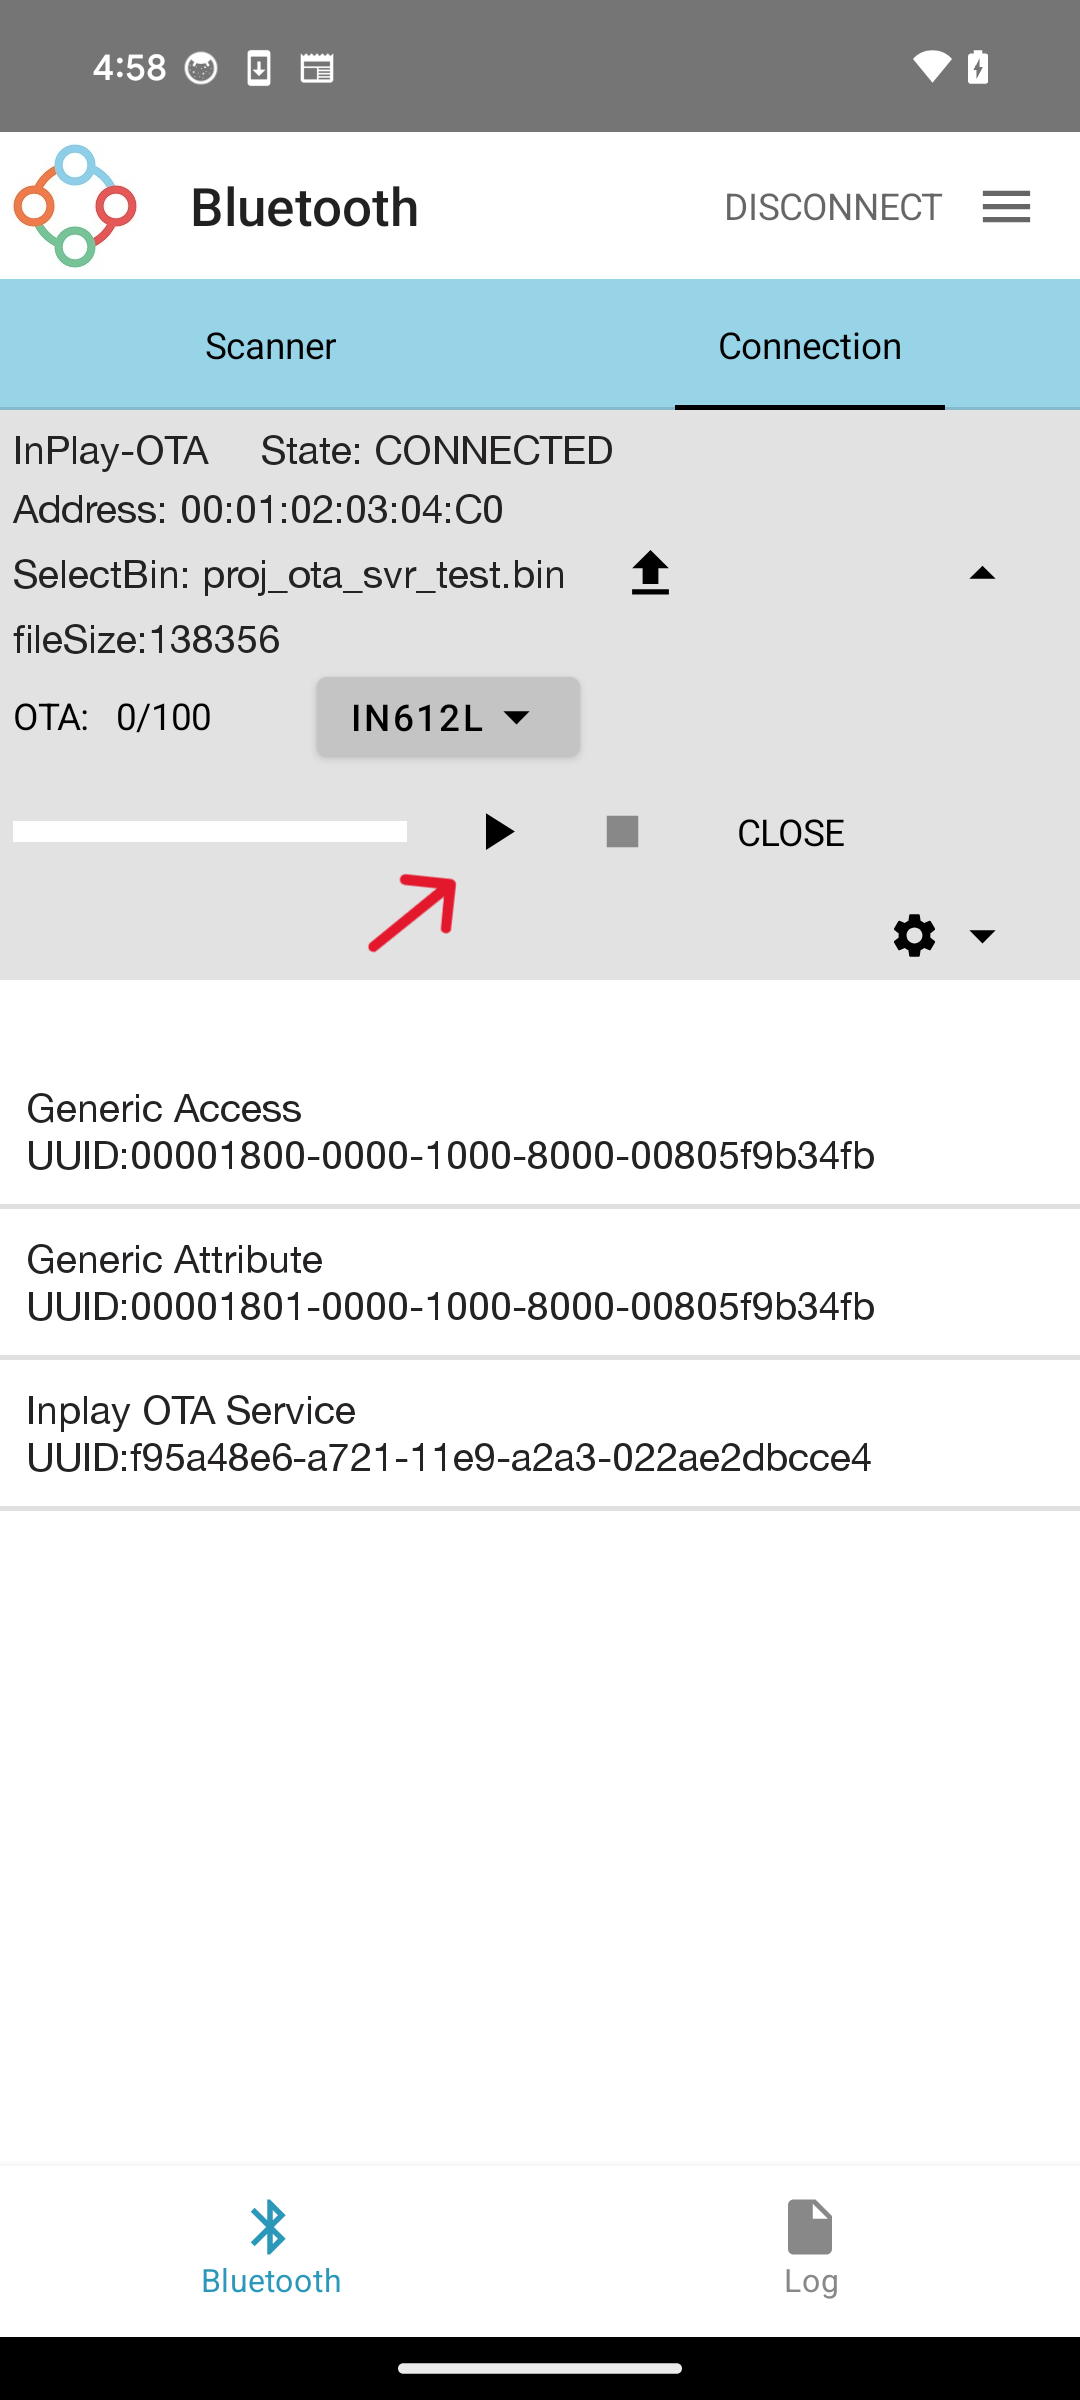 4:58
Bluetooth DISCONNECT
Scanner Connection
InPlay-OTA State: CONNECTED
Address: 00:01:02:03:04:C0
SelectBin: proj_ota_svr_test.bin
fileSize:138356
OTA: 0/100 IN612L
CLOSE
Generic Access
UUID:00001800-0000-1000-8000-00805f9b34fb
Generic Attribute
UUID:00001801-0000-1000-8000-00805f9b34fb
Inplay OTA Service
UUID:f95a48e6-a721-11e9-a2a3-022ae2dbcce4
Bluetooth Log